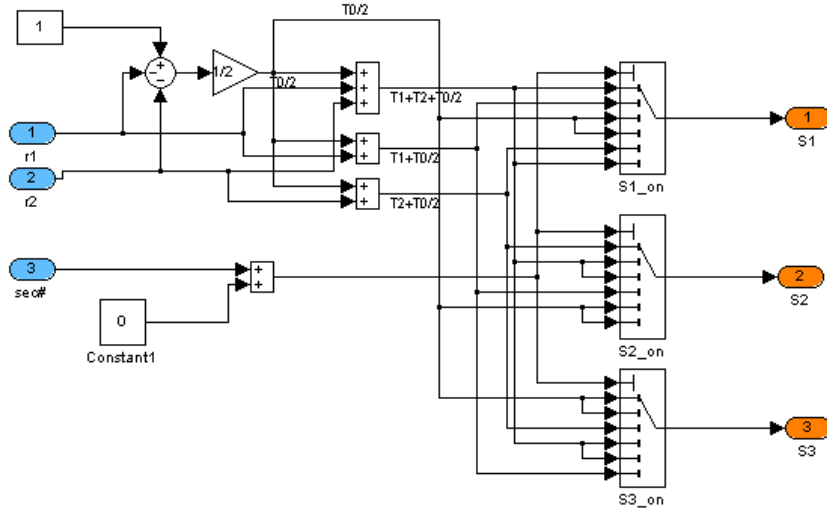 T0/2
1
+
−
−
1/2
T0/2
+
+
+
T1+T2+T0/2
1
r1
+
+
T1+T0/2
2
r2
+
+
T2+T0/2
1
S1
S1_on
3
sec#
+
+
0
Constant1
2
S2
S2_on
3
S3
S3_on